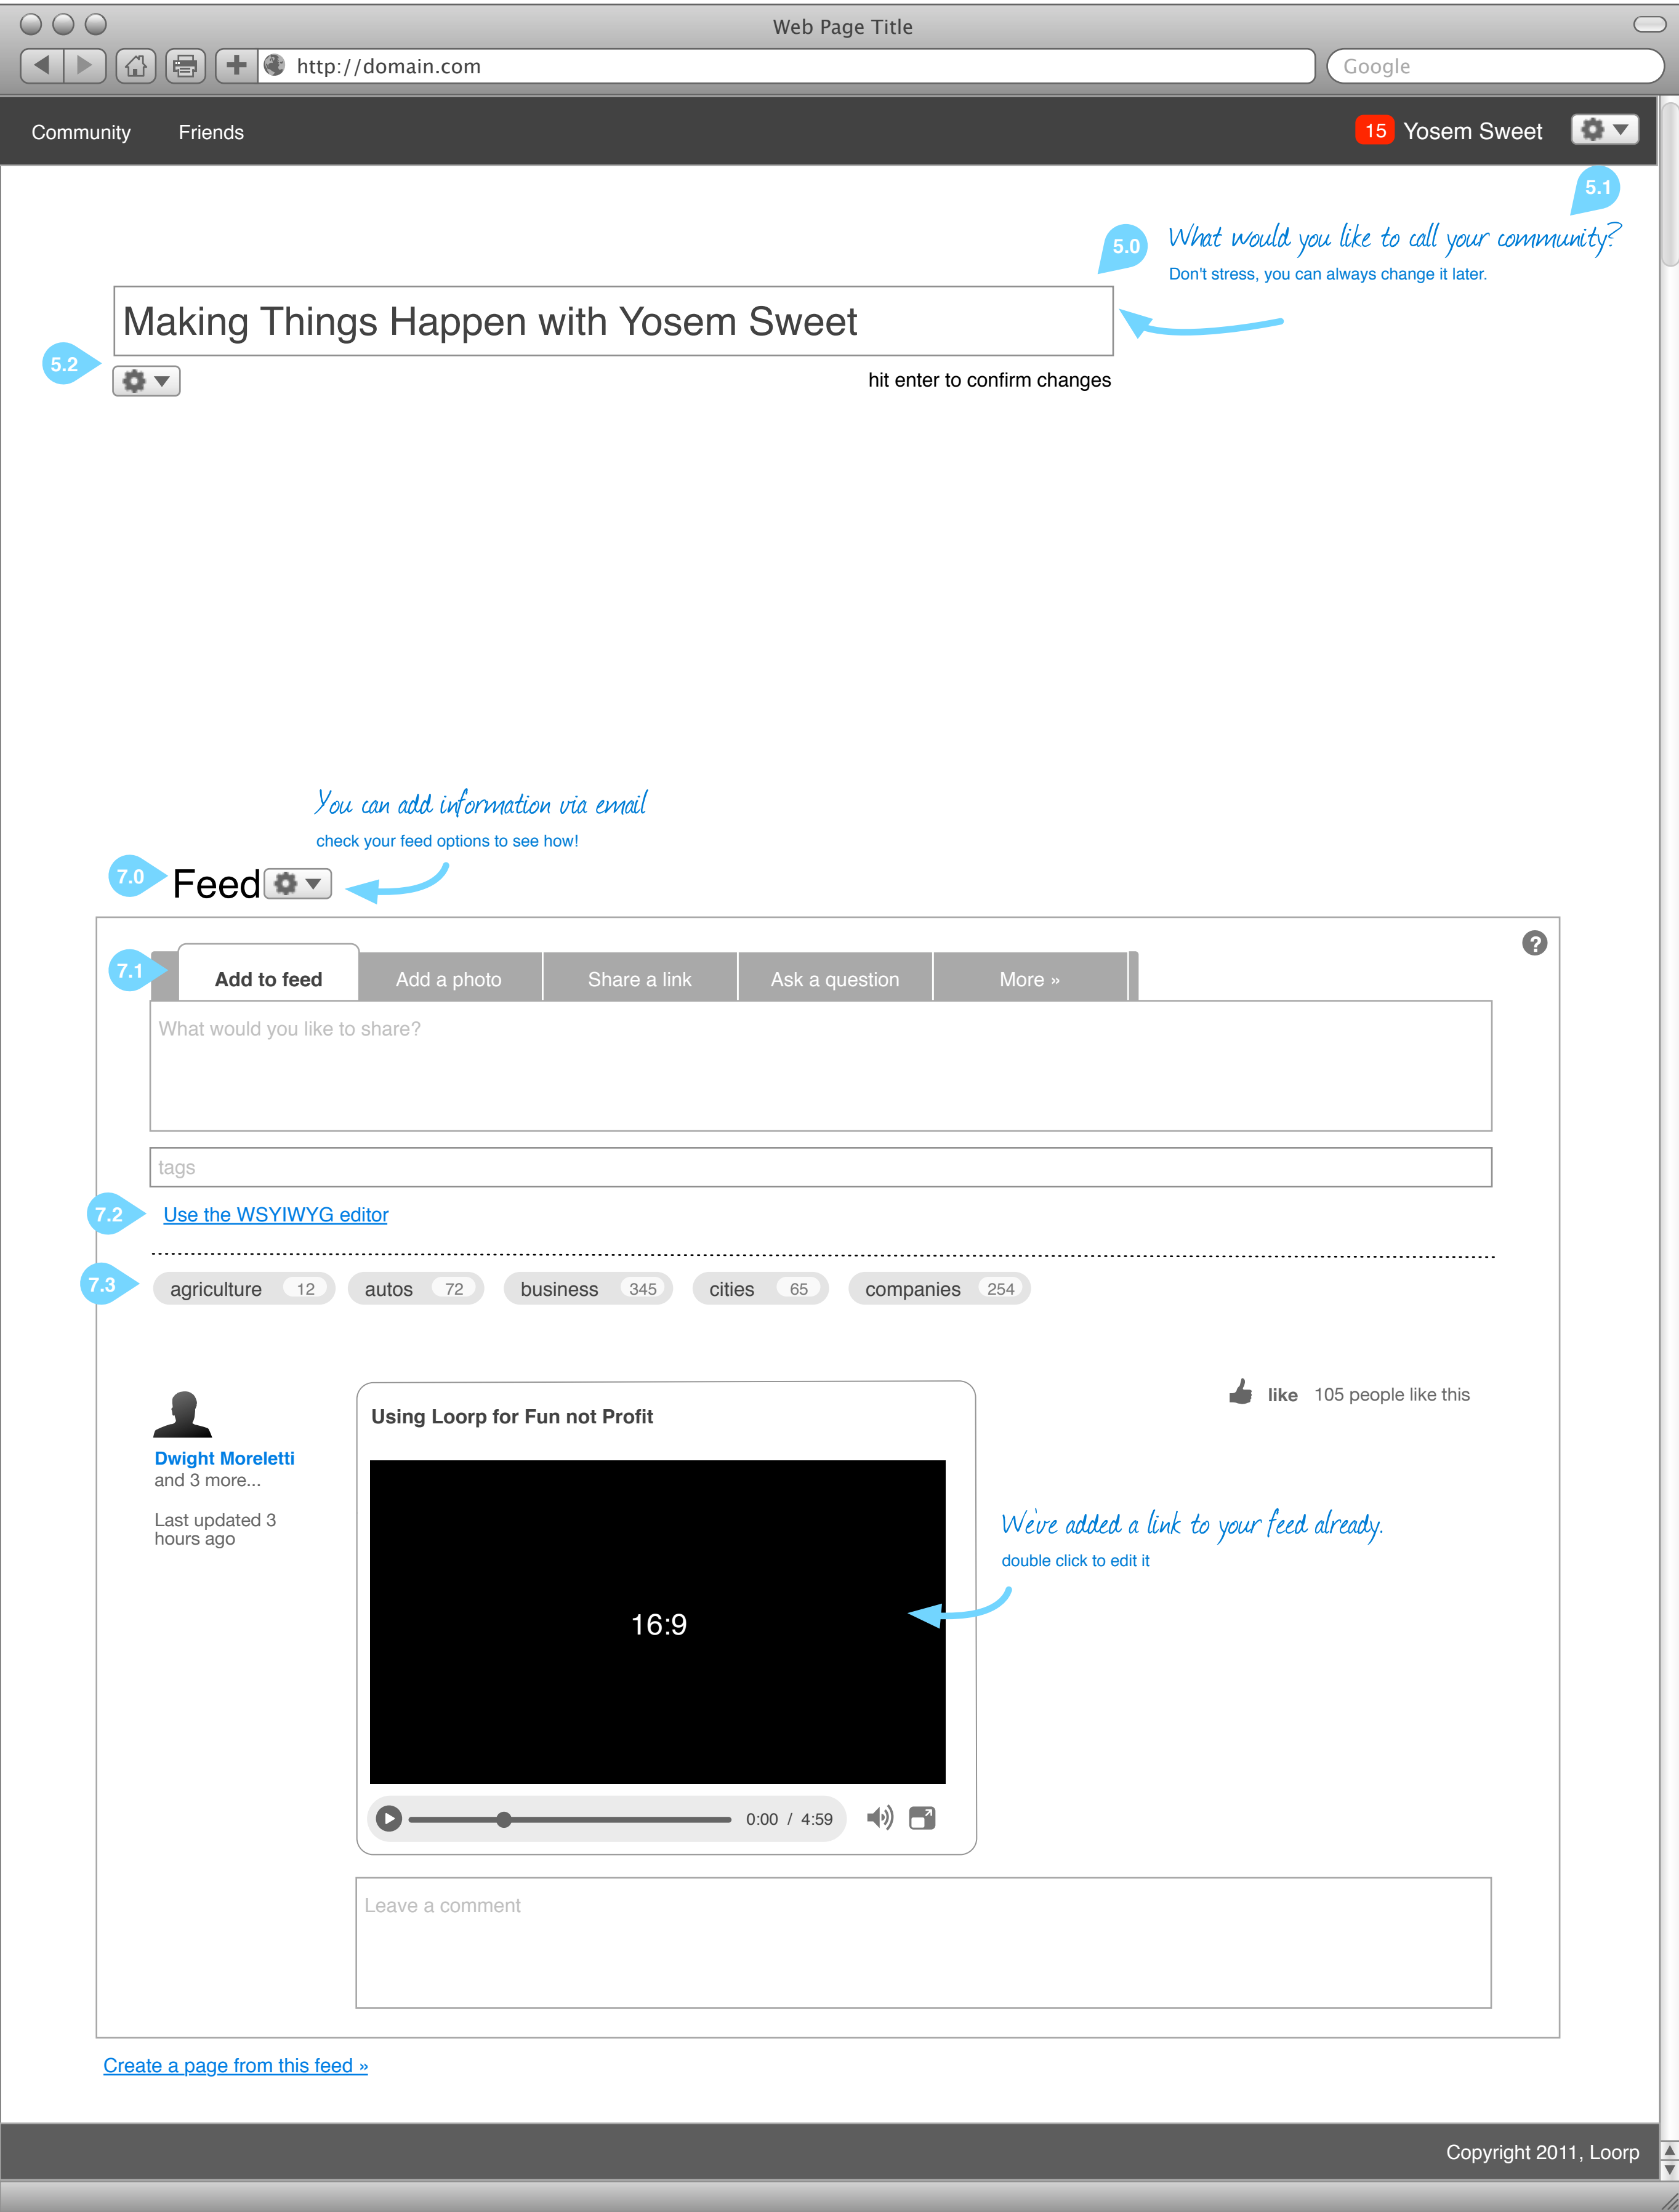 Web Page Title
http://domain.com
Google
Community Friends 15 Yosem Sweet
5.1
5.0 What would you like to call your community?
Don't stress, you can always change it later.
Making Things Happen with Yosem Sweet
5.2
hit enter to confirm changes
You can add information via email
check your feed options to see how!
7.0 Feed
?
7.1 Add to feed Add a photo Share a link Ask a question More »
What would you like to share?
tags
7.2 Use the WSYIWYG editor
7.3 agriculture 12 autos 72 business 345 cities 65 companies 254
like 105 people like this
Using Loorp for Fun not Profit
Dwight Moreletti
and 3 more...
Last updated 3
hours ago
We've added a link to your feed already.
double click to edit it
16:9
0:00 / 4:59
Leave a comment
Create a page from this feed »
Copyright 2011, Loorp